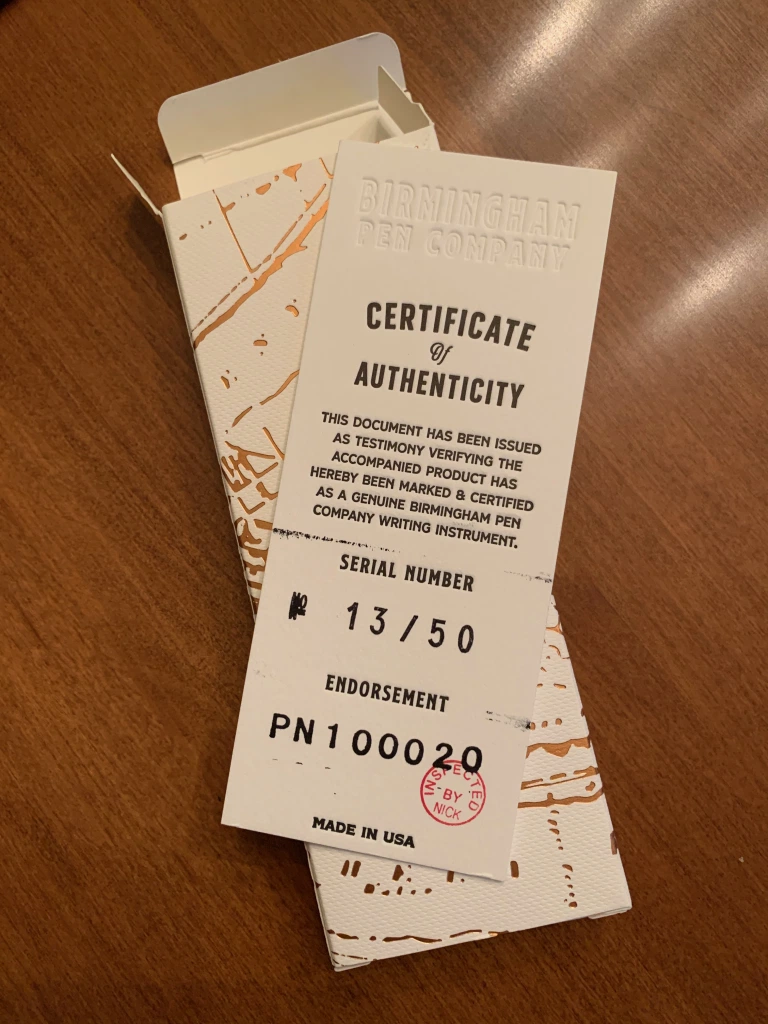 BIRMINGHAM
PEN COMPANY
CERTIFICATE
Of
AUTHENTICITY
THIS DOCUMENT HAS BEEN ISSUED
AS TESTIMONY VERIFYING THE
ACCOMPANIED PRODUCT HAS
HEREBY BEEN MARKED & CERTIFIED
AS A GENUINE BIRMINGHAM PEN
COMPANY WRITING INSTRUMENT.
SERIAL NUMBER
№ 13/50
ENDORSEMENT
PN100020
INSPECTED
BY
NICK
MADE IN USA